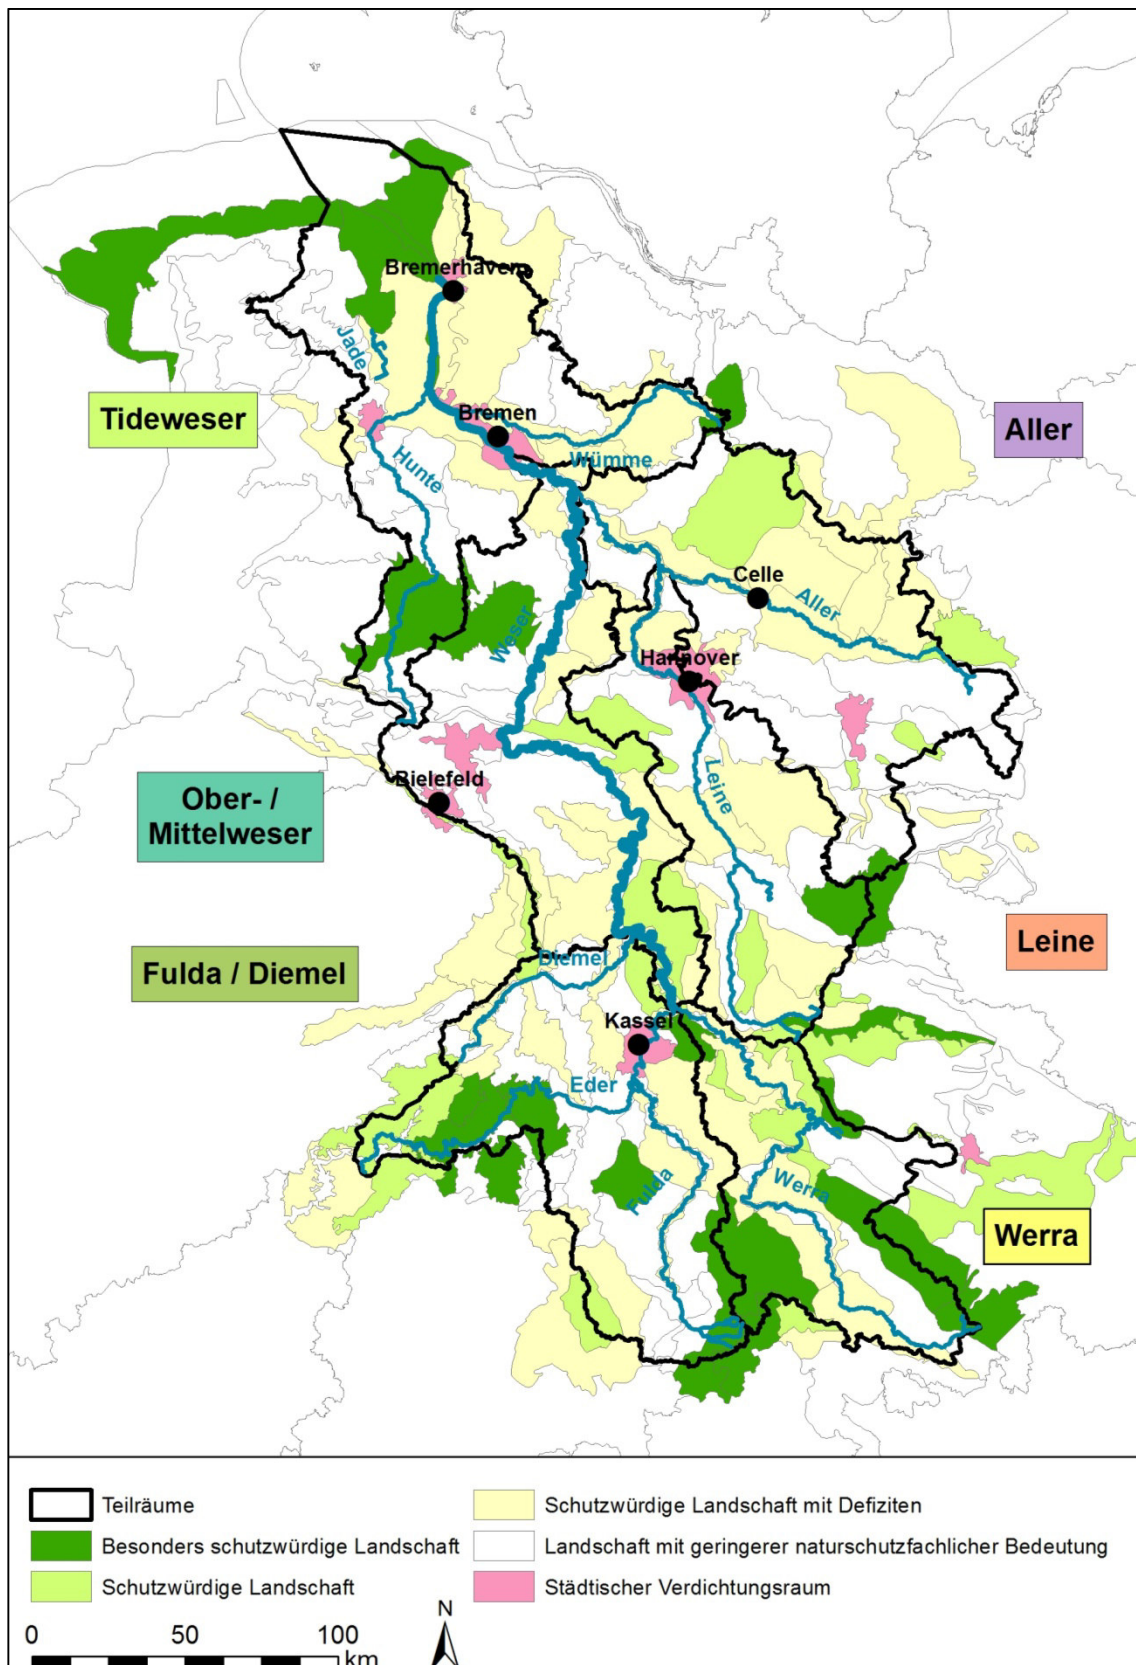 Bremerhaven
Jade
Tideweser
Bremen
Aller
Hunte
Wümme
Celle
Aller
Weser
Hannover
Leine
Bielefeld
Ober- /
Mittelweser
Leine
Diemel
Fulda / Diemel
Kassel
Eder
Fulda
Werra
Werra
Teilräume
Besonders schutzwürdige Landschaft
Schutzwürdige Landschaft
Schutzwürdige Landschaft mit Defiziten
Landschaft mit geringerer naturschutzfachlicher Bedeutung
Städtischer Verdichtungsraum
0 50 100
km
N